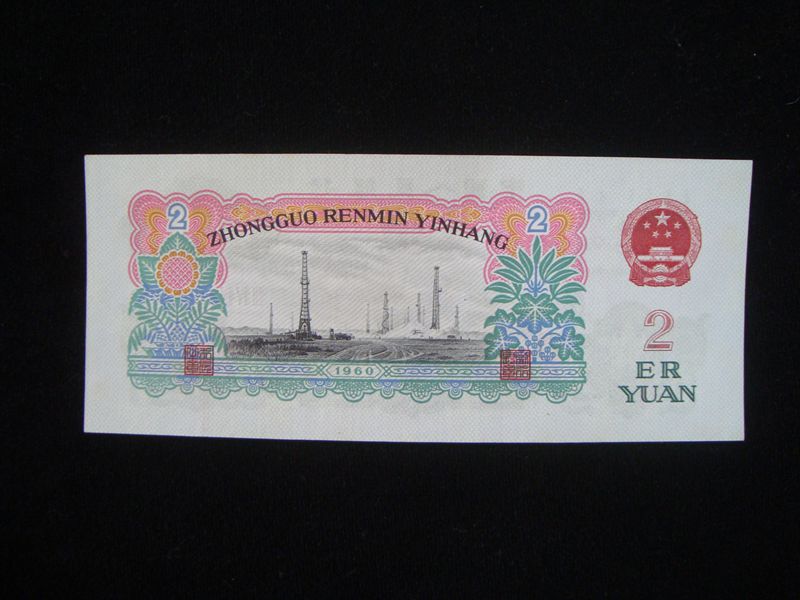 2
2
ZHONGGUO RENMIN YINHANG
1960
2
ER
YUAN